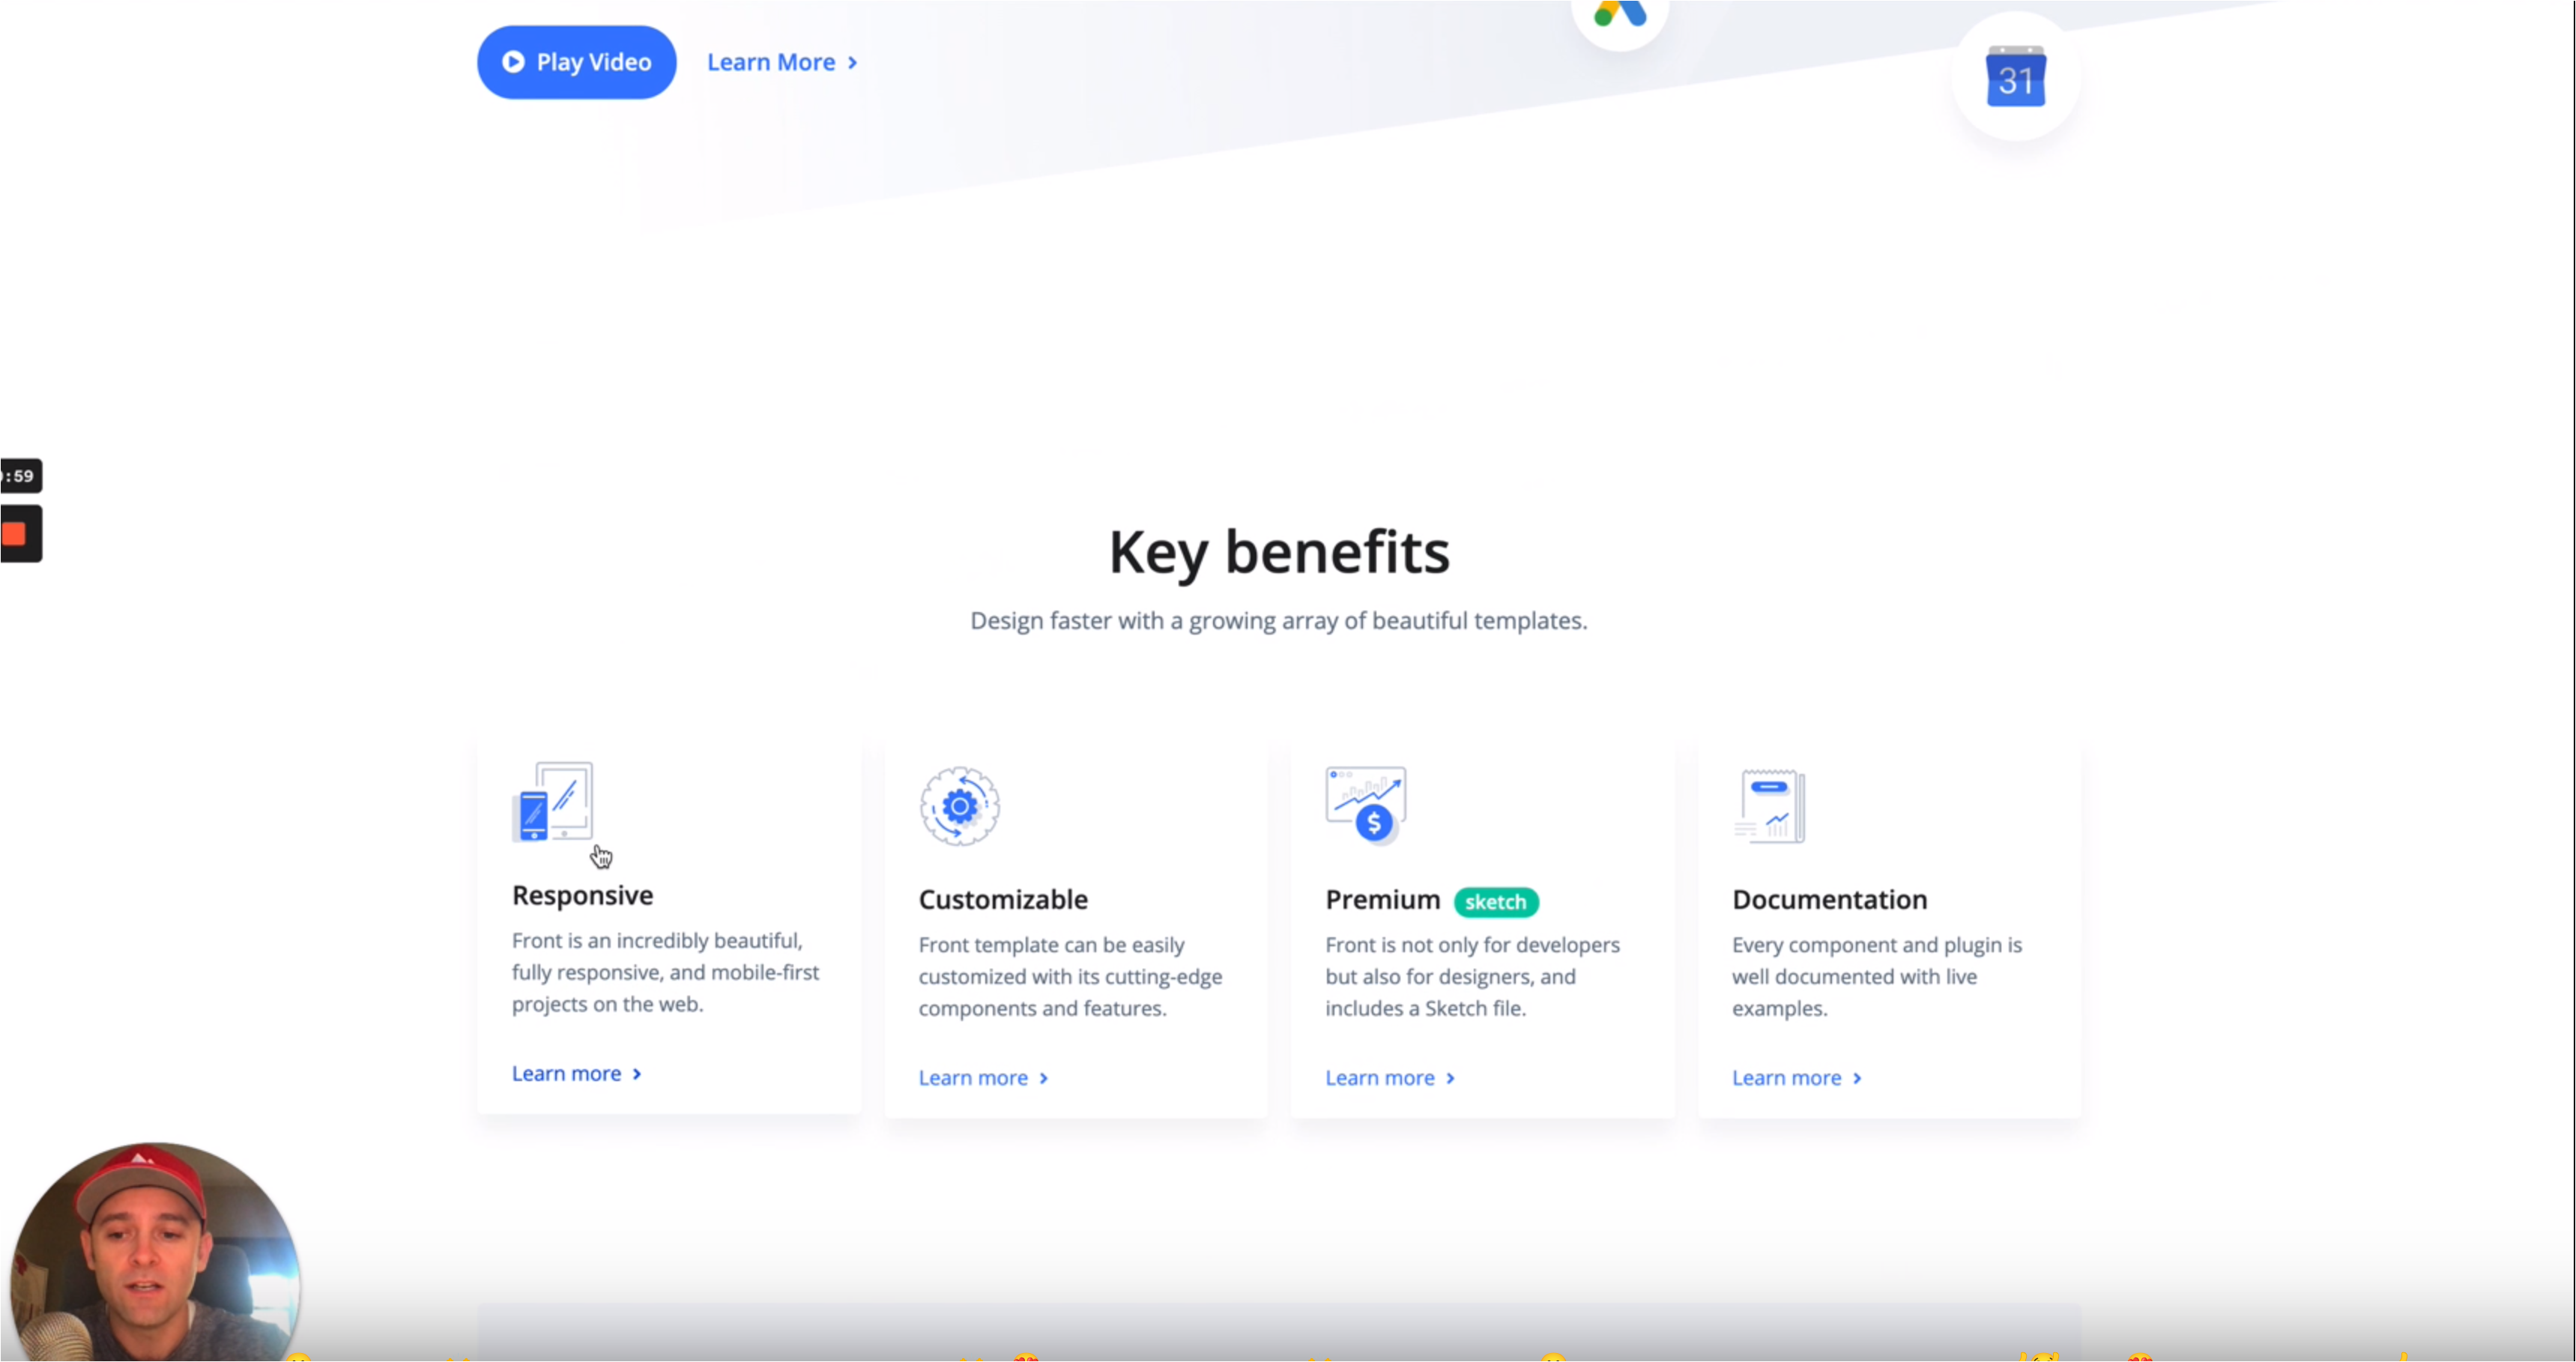 Play Video
Learn More
31
:59
Key benefits
Design faster with a growing array of beautiful templates.
Responsive
Front is an incredibly beautiful,
fully responsive, and mobile-first
projects on the web.
Learn more
Customizable
Front template can be easily
customized with its cutting-edge
components and features.
Learn more
Premium sketch
Front is not only for developers
but also for designers, and
includes a Sketch file.
Learn more
Documentation
Every component and plugin is
well documented with live
examples.
Learn more